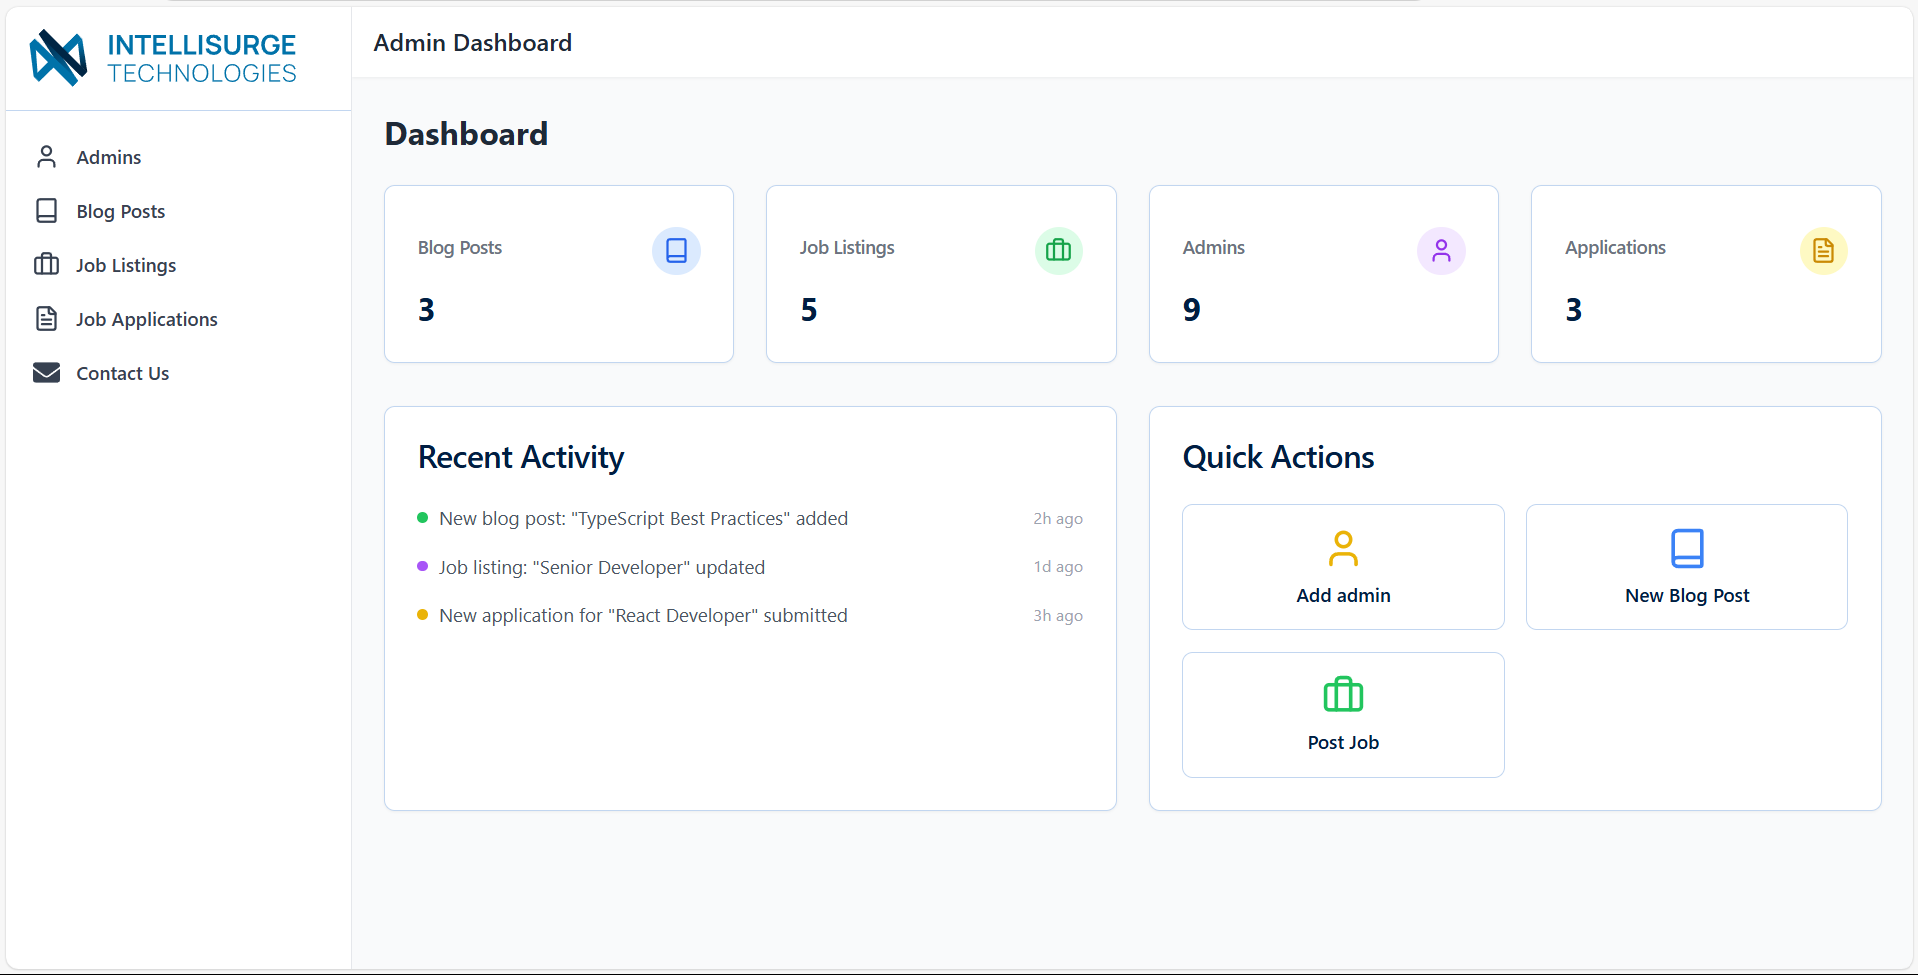 INTELLISURGE
TECHNOLOGIES
Admin Dashboard
Admins
Blog Posts
Job Listings
Job Applications
Contact Us
Dashboard
Blog Posts
3
Job Listings
5
Admins
9
Applications
3
Recent Activity
New blog post: "TypeScript Best Practices" added 2h ago
Job listing: "Senior Developer" updated 1d ago
New application for "React Developer" submitted 3h ago
Quick Actions
Add admin
New Blog Post
Post Job